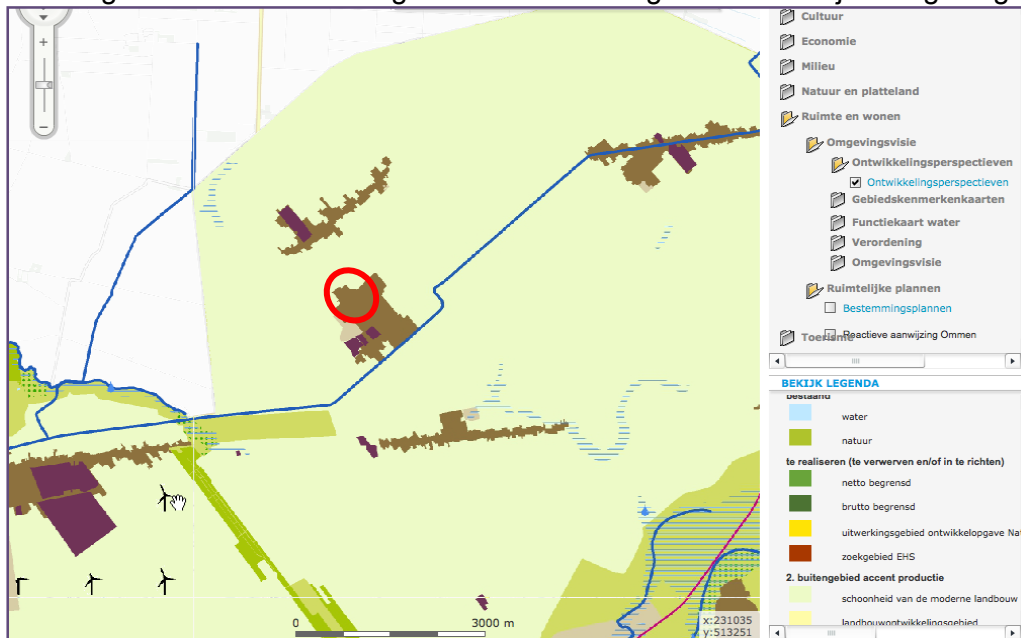 Cultuur
Economie
Milieu
Natuur en platteland
Ruimte en wonen
Omgevingsvisie
Ontwikkelingsperspectieven
Ontwikkelingsperspectieven
Gebiedskenmerkenkaarten
Functiekaart water
Verordening
Omgevingsvisie
Ruimtelijke plannen
Bestemmingsplannen
Toerisme
Reactieve aanwijzing Ommen
BEKIJK LEGENDA
bestaand
water
natuur
te realiseren (te verwerven en/of in te richten)
netto begrensd
brutto begrensd
uitwerkingsgebied ontwikkelopgave Nat
zoekgebied EHS
2. buitengebied accent productie
schoonheid van de moderne landbouw
landbouwontwikkelingsgebied
0 3000 m
x:231035
y:513251